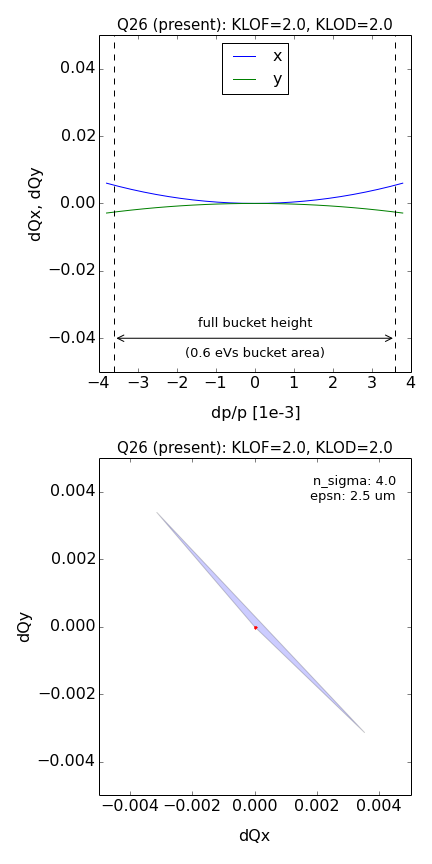 Q26 (present): KLOF=2.0, KLOD=2.0
x
y
0.04
0.02
0.00
−0.02
−0.04
dQx, dQy
full bucket height
(0.6 eVs bucket area)
−4 −3 −2 −1 0 1 2 3 4
dp/p [1e-3]
Q26 (present): KLOF=2.0, KLOD=2.0
n_sigma: 4.0
epsn: 2.5 um
0.004
0.002
0.000
−0.002
−0.004
dQy
−0.004 −0.002 0.000 0.002 0.004
dQx